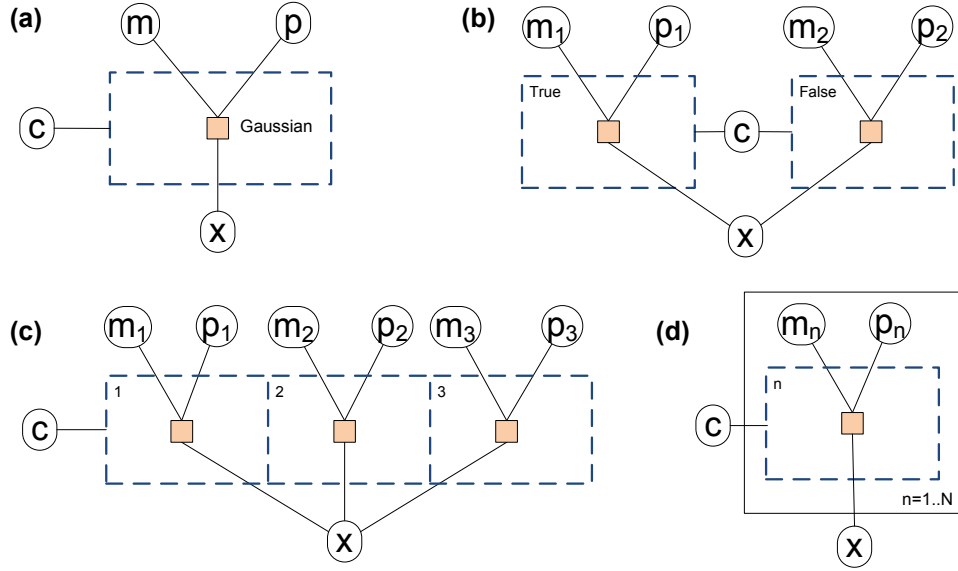 (a)
m
p
c
Gaussian
x
(b)
m1
p1
m2
p2
True
False
c
x
(c)
m1
p1
m2
p2
m3
p3
1
2
3
c
x
(d)
mn
pn
n
c
n=1..N
x